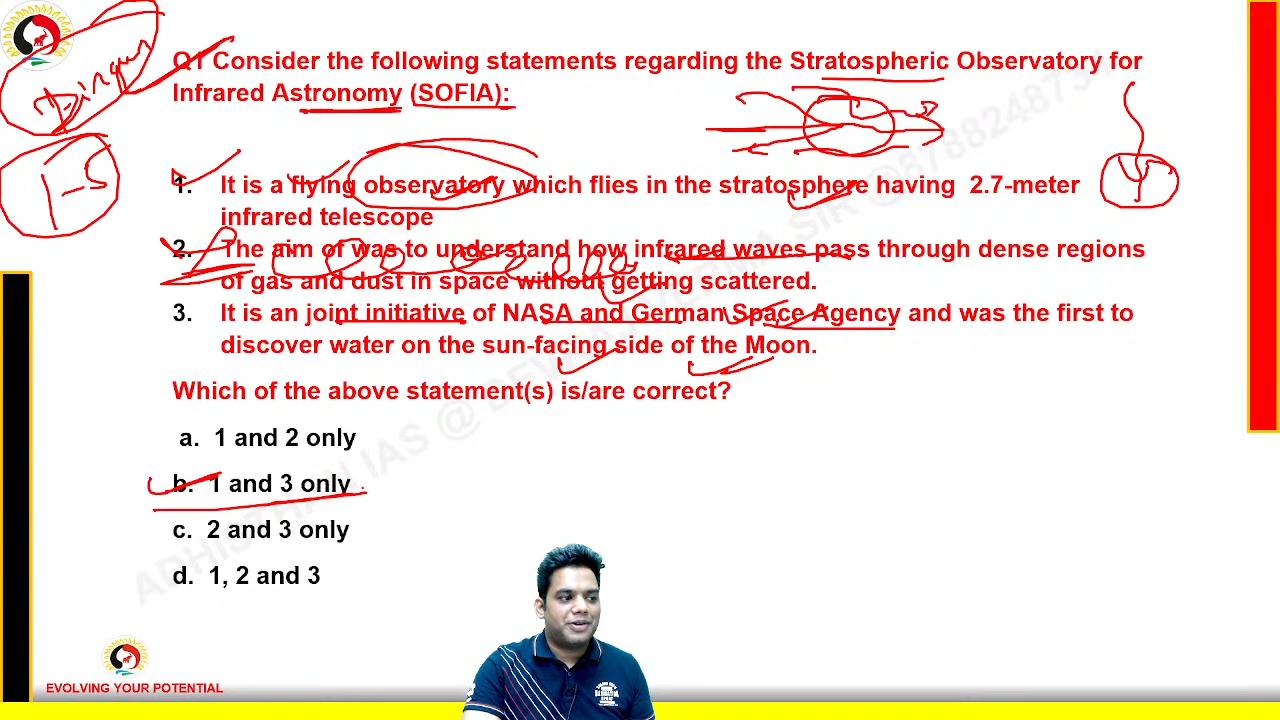 Q1 Consider the following statements regarding the Stratospheric Observatory for
Infrared Astronomy (SOFIA):
1. It is a flying observatory which flies in the stratosphere having 2.7-meter
infrared telescope
2. The aim of was to understand how infrared waves pass through dense regions
of gas and dust in space without getting scattered.
3. It is an joint initiative of NASA and German Space Agency and was the first to
discover water on the sun-facing side of the Moon.
Which of the above statement(s) is/are correct?
a. 1 and 2 only
b. 1 and 3 only
c. 2 and 3 only
d. 1, 2 and 3
1-5
EVOLVING YOUR POTENTIAL